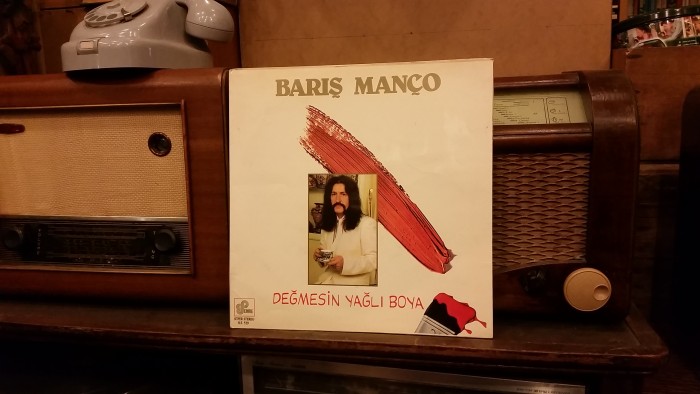 BARIŞ MANÇO
DEĞMESİN YAĞLI BOYA